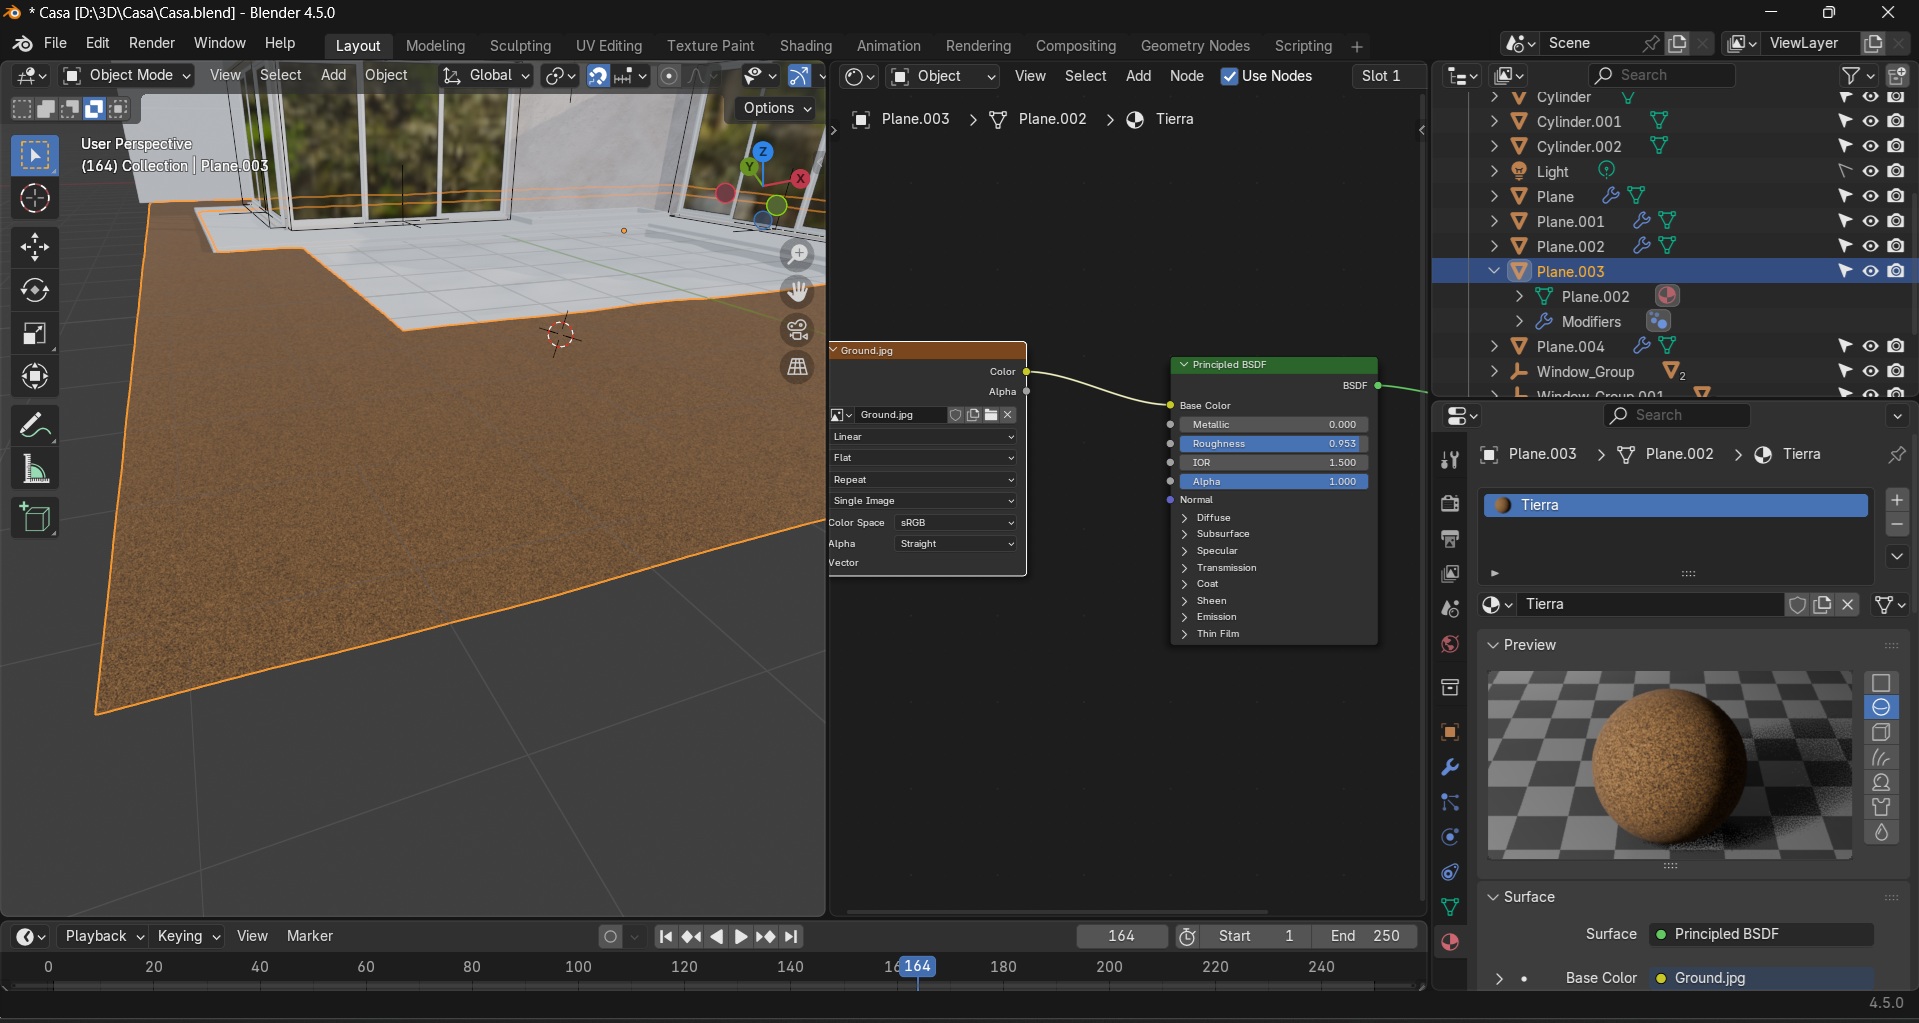 * Casa [D:\3D\Casa\Casa.blend] - Blender 4.5.0
File Edit Render Window Help
Layout Modeling Sculpting UV Editing Texture Paint Shading Animation Rendering Compositing Geometry Nodes Scripting +
Scene
ViewLayer
Object Mode View Select Add Object Global
Options
User Perspective
(164) Collection | Plane.003
Z
Y
X
Object View Select Add Node Use Nodes Slot 1
Plane.003 > Plane.002 > Tierra
Ground.jpg
Color
Alpha
Ground.jpg
Linear
Flat
Repeat
Single Image
Color Space sRGB
Alpha Straight
Vector
Principled BSDF
BSDF
Base Color
Metallic 0.000
Roughness 0.953
IOR 1.500
Alpha 1.000
Normal
Diffuse
Subsurface
Specular
Transmission
Coat
Sheen
Emission
Thin Film
Search
Cylinder
Cylinder.001
Cylinder.002
Light
Plane
Plane.001
Plane.002
Plane.003
Plane.002
Modifiers
Plane.004
Window_Group 2
Window_Group.001
Search
Plane.003 > Plane.002 > Tierra
Tierra
Tierra
Preview
Surface
Surface Principled BSDF
Base Color Ground.jpg
Playback Keying View Marker
164 Start 1 End 250
0 20 40 60 80 100 120 140 164 180 200 220 240
4.5.0